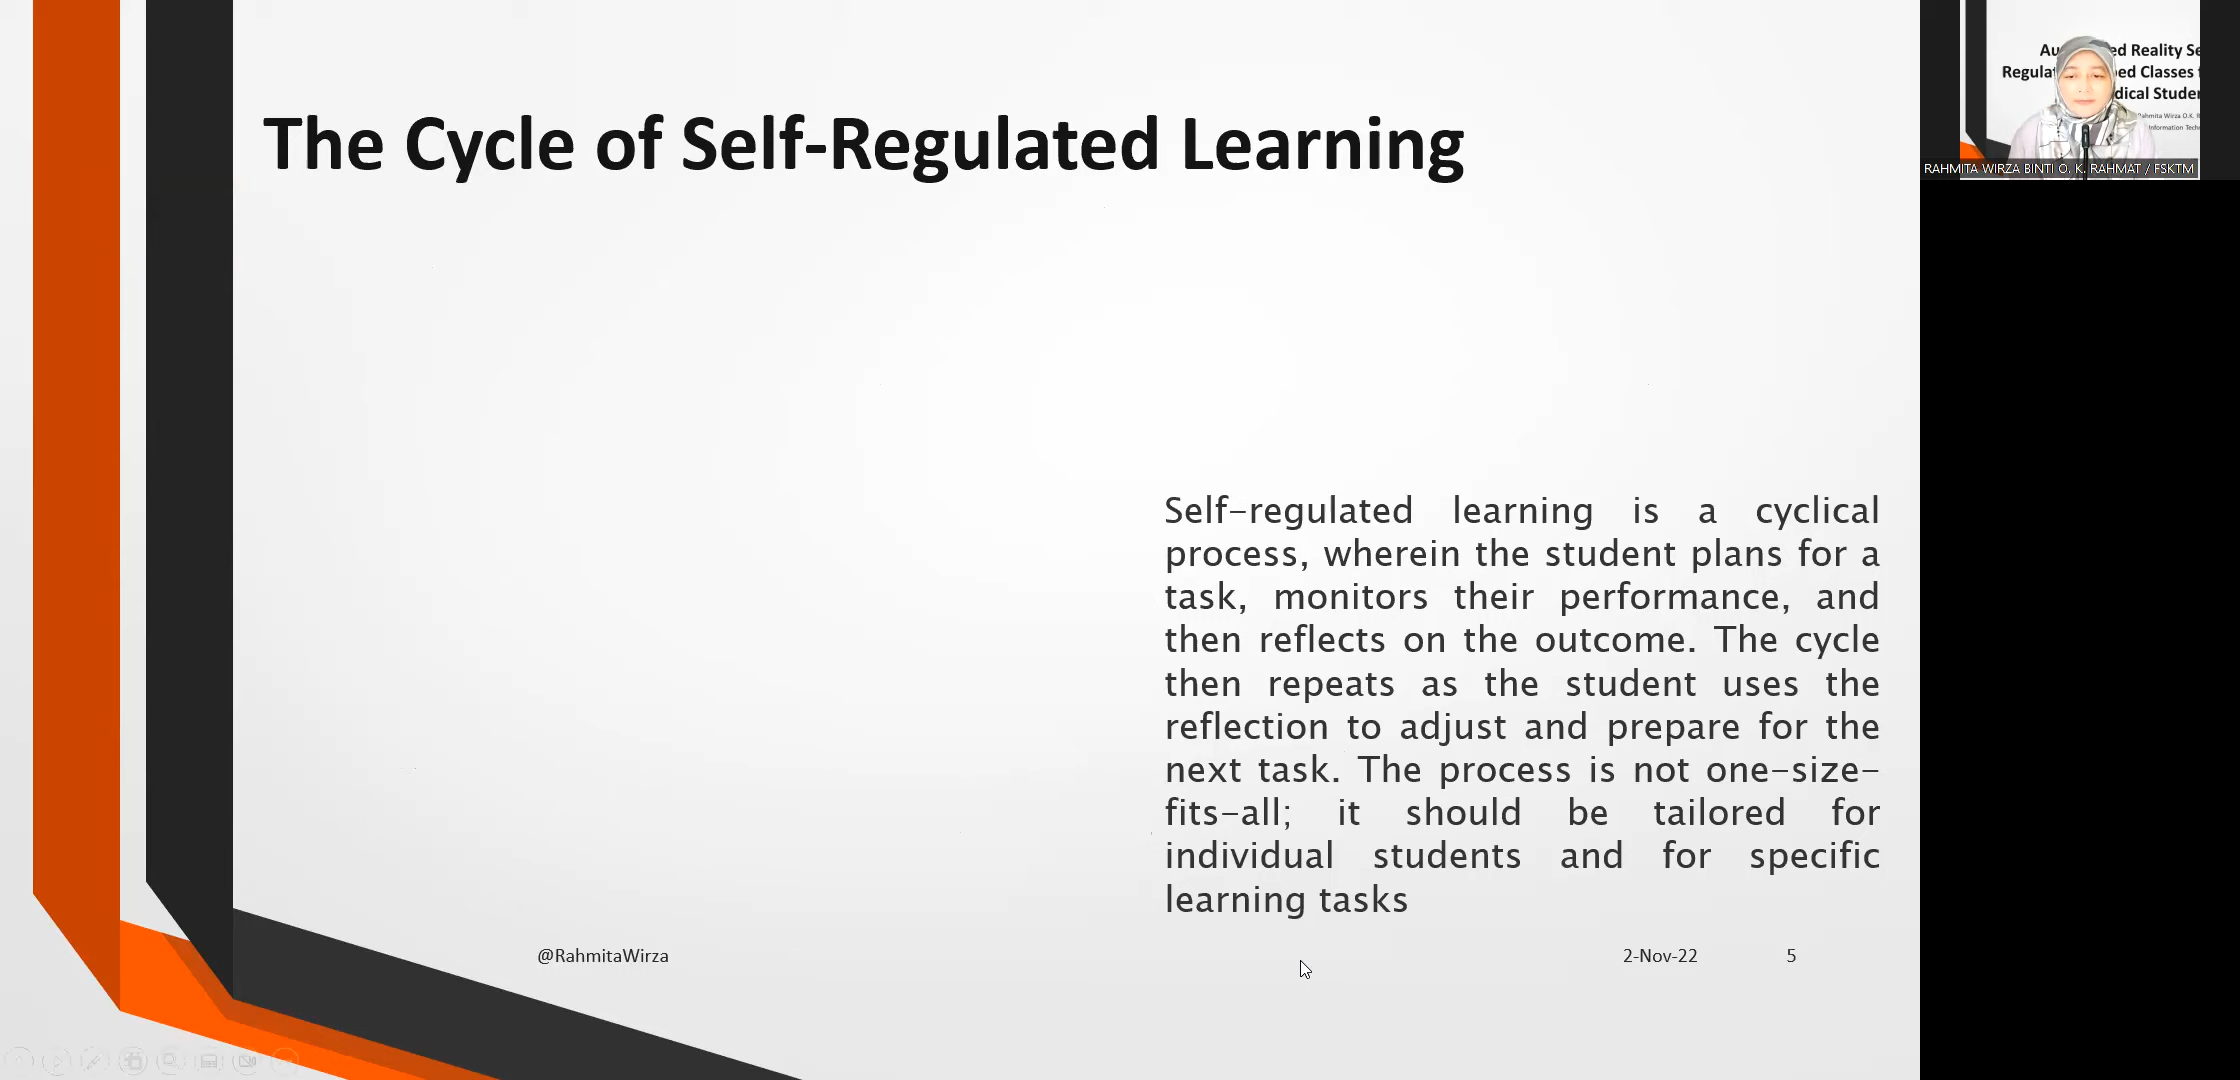 The Cycle of Self-Regulated Learning
Self-regulated learning is a cyclical
process, wherein the student plans for a
task, monitors their performance, and
then reflects on the outcome. The cycle
then repeats as the student uses the
reflection to adjust and prepare for the
next task. The process is not one-size-
fits-all; it should be tailored for
individual students and for specific
learning tasks
@RahmitaWirza
2-Nov-22
5
Reality
Classes
RAHMITA WIRZA BINTI O. K. RAHMAT / FSKTM